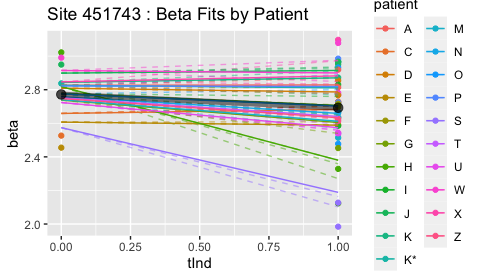 Site 451743 : Beta Fits by Patient
beta
2.8
2.4
2.0
0.00 0.25 0.50 0.75 1.00
tInd
patient
A M
C N
D O
E P
F S
G T
H U
I W
J X
K Z
K*